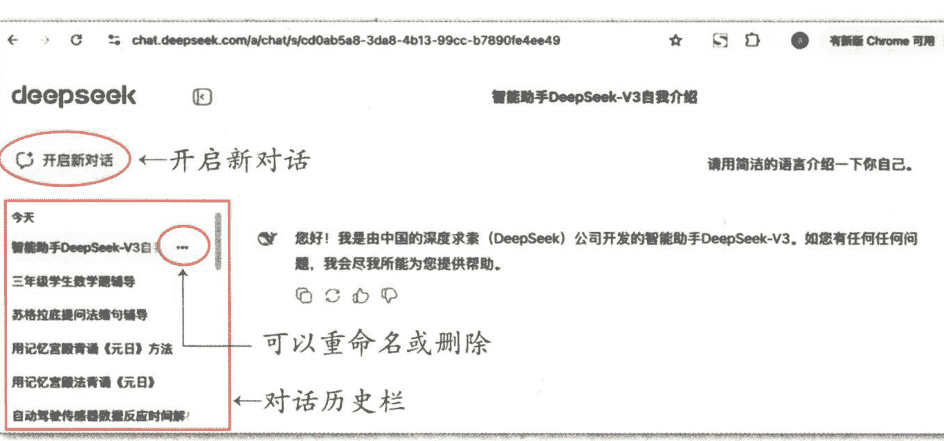 chat.deepseek.com/a/chat/s/cd0ab5a8-3da8-4b13-99cc-b7890fe4ee49
有新版 Chrome 可用
deepseek
智能助手DeepSeek-V3自我介绍
开启新对话
←开启新对话
请用简洁的语言介绍一下你自己。
今天
智能助手DeepSeek-V3自
...
您好！我是由中国的深度求索（DeepSeek）公司开发的智能助手DeepSeek-V3。如您有任何任何问
题，我会尽我所能为您提供帮助。
三年级学生数学题辅导
苏格拉底提问法缩句辅导
可以重命名或删除
用记忆宫殿背诵《元日》方法
用记忆宫殿法背诵《元日》
←对话历史栏
自动驾驶传感器数据反应时间解